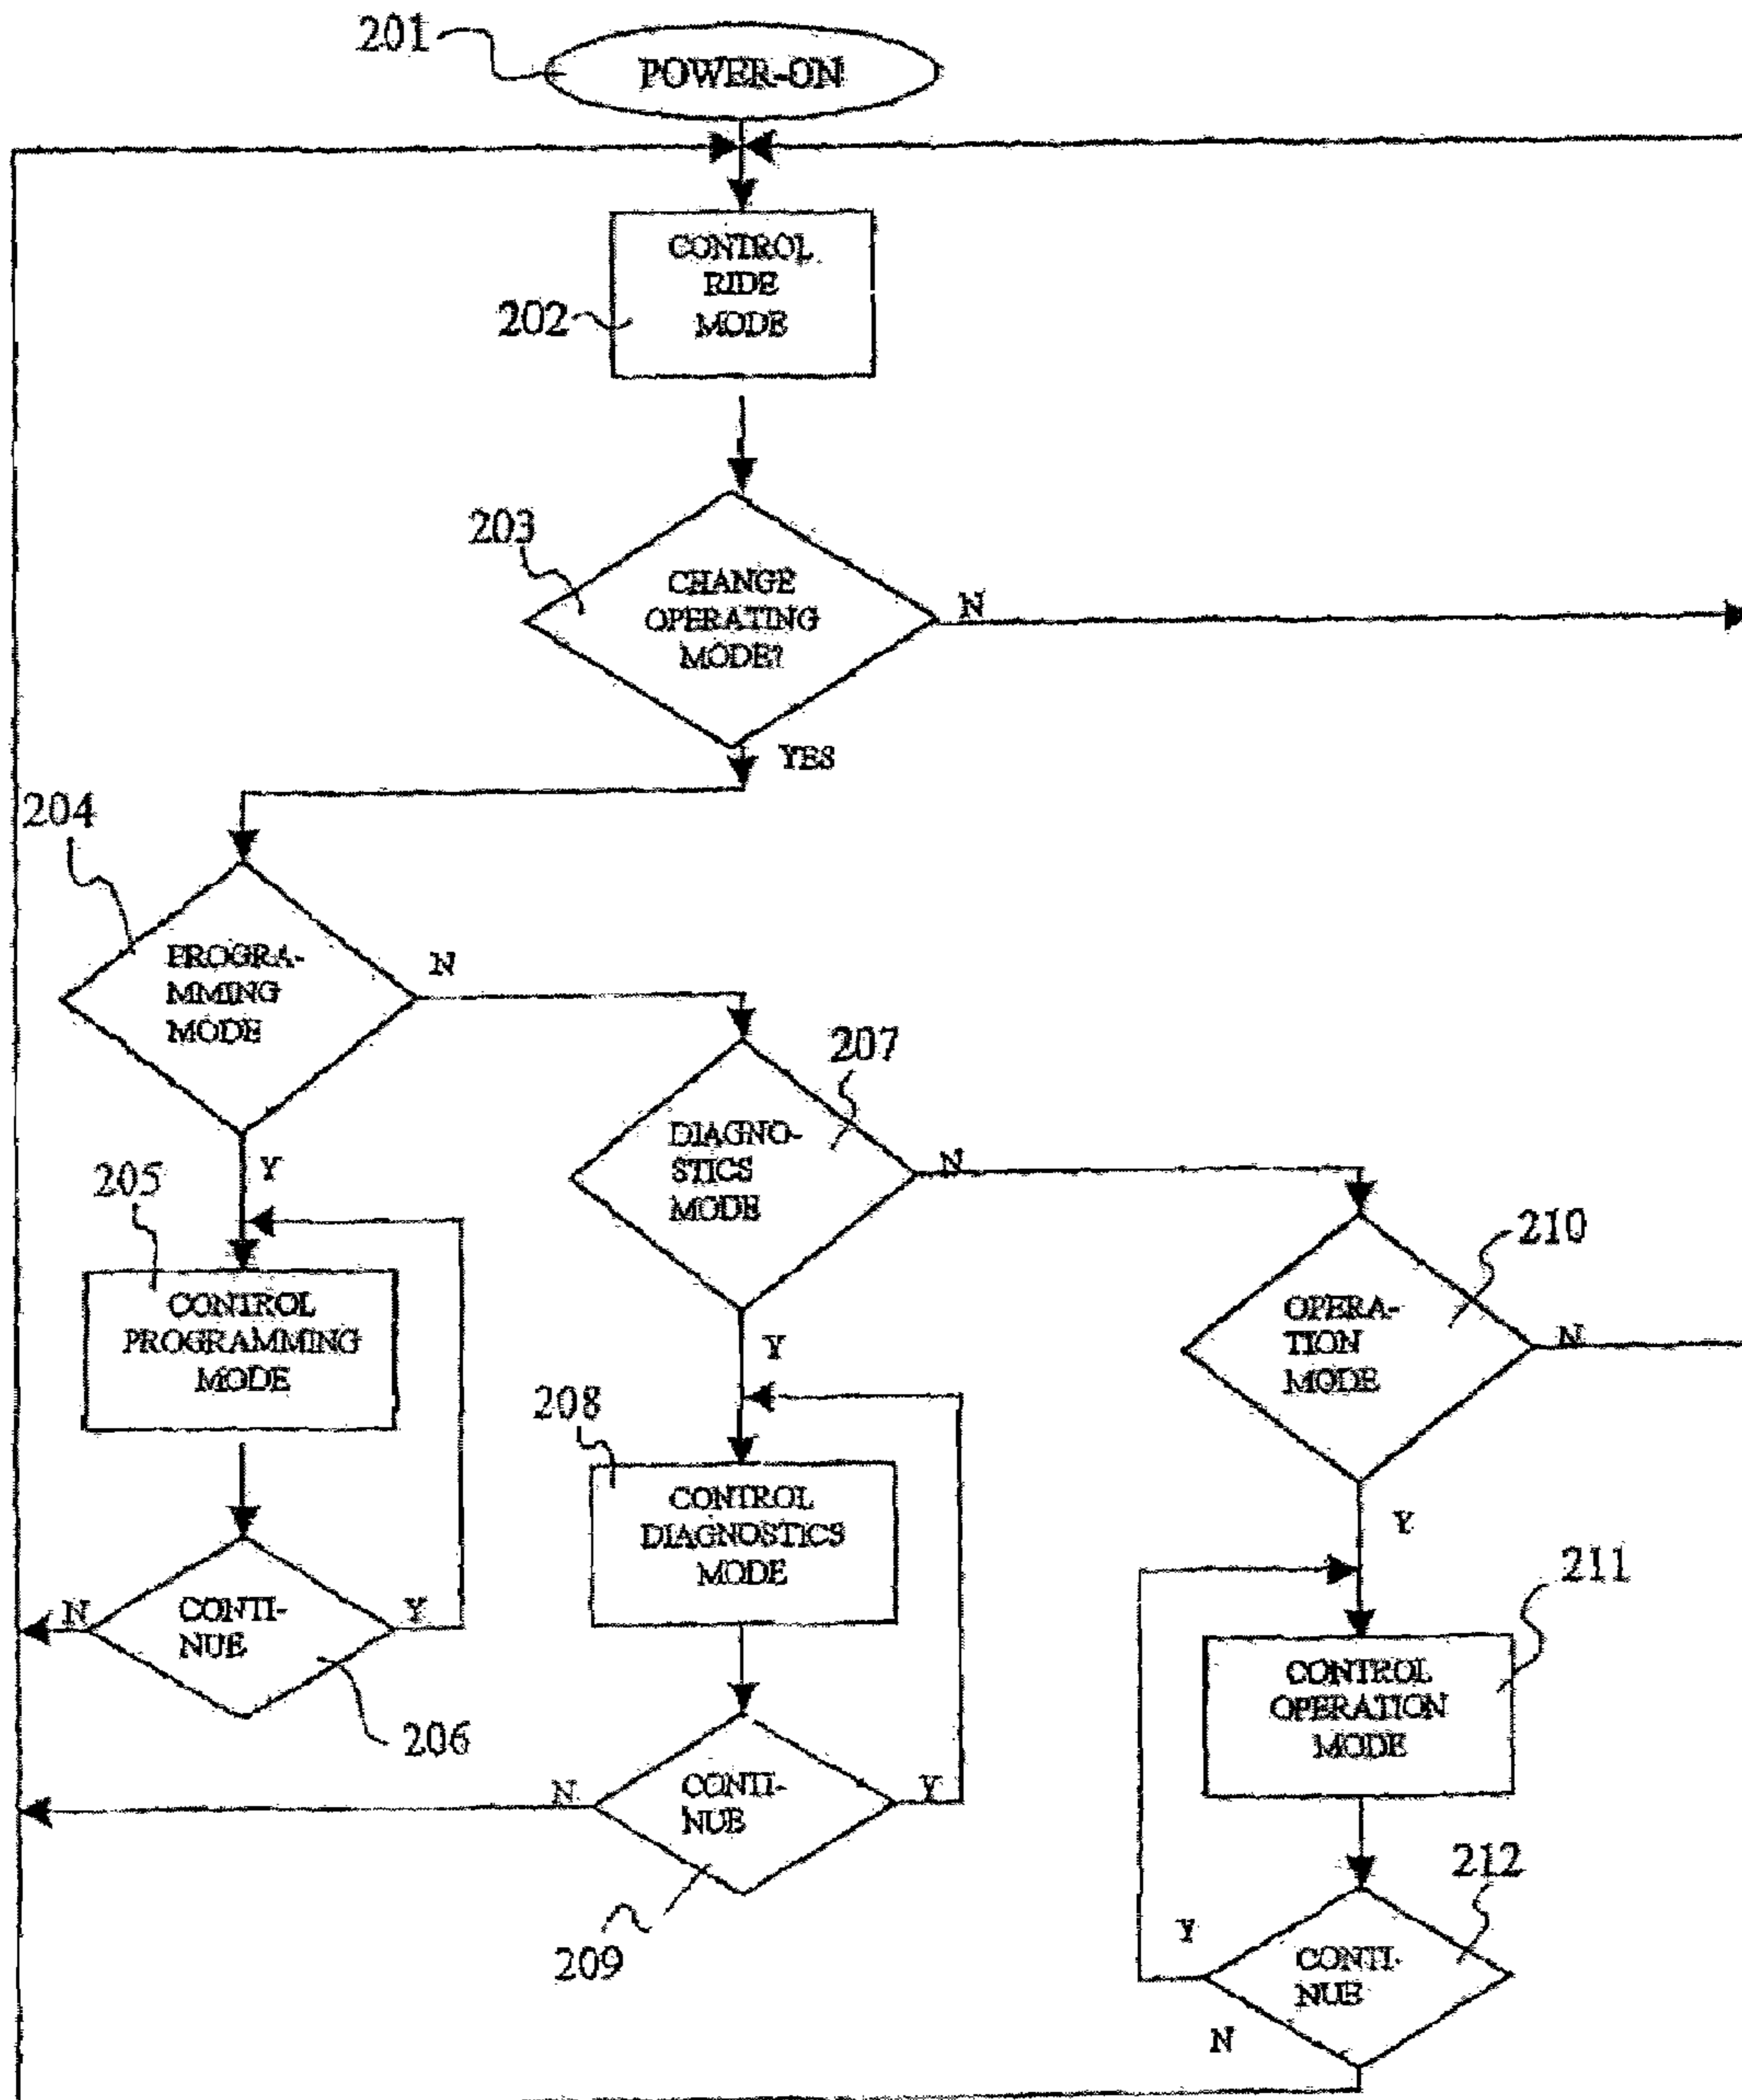 201
POWER-ON
CONTROL
RIDE
MODE
202
203
CHANGE
OPERATING
MODE?
N
YES
204
PROGRA-
MMING
MODE
N
Y
207
DIAGNO-
STICS
MODE
N
Y
205
CONTROL
PROGRAMMING
MODE
210
OPERA-
TION
MODE
N
Y
208
CONTROL
DIAGNOSTICS
MODE
N
CONTI-
NUE
Y
206
211
CONTROL
OPERATION
MODE
N
CONTI-
NUE
Y
209
212
Y
CONTI-
NUE
N